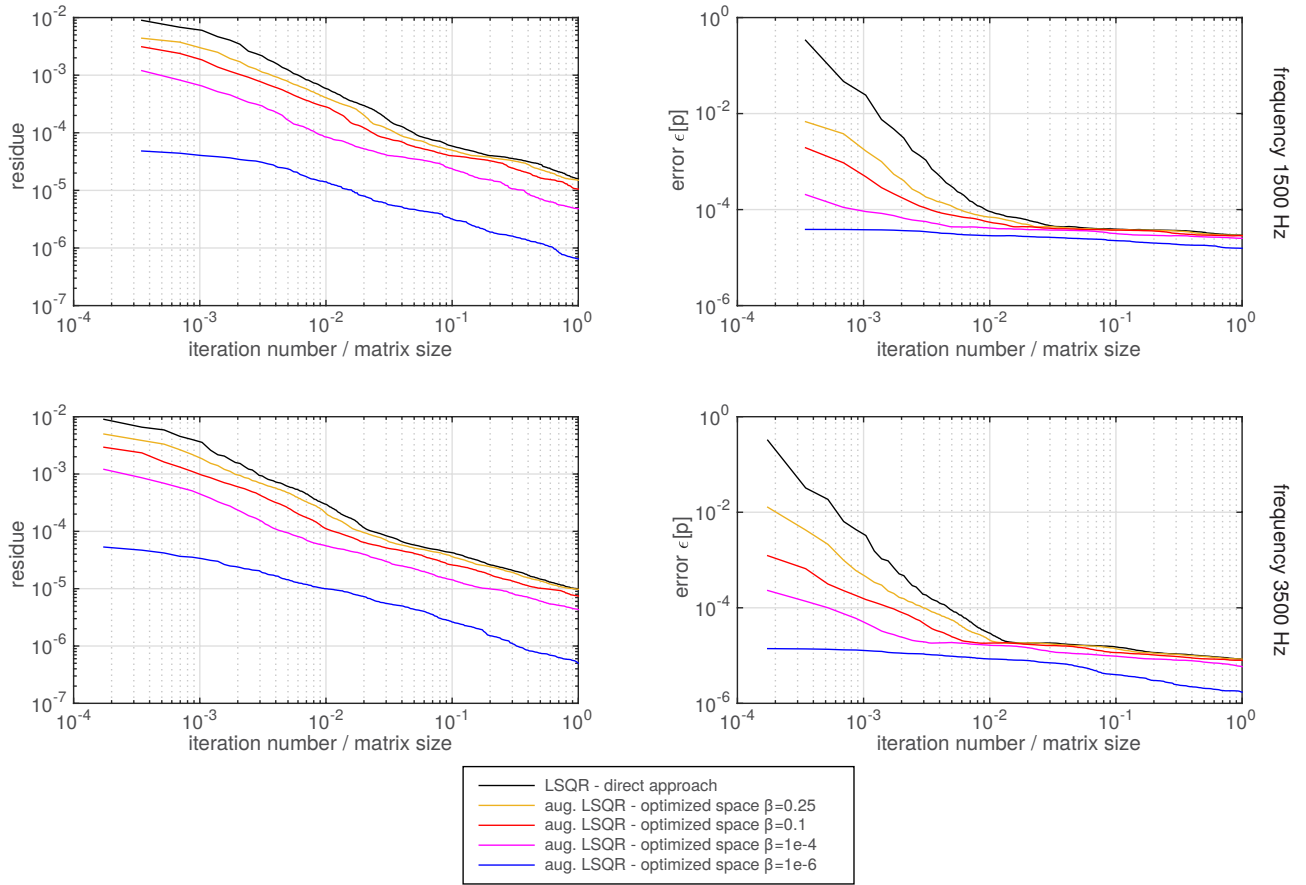 10^-2
10^-3
10^-4
10^-5
10^-6
10^-7
residue
10^-4 10^-3 10^-2 10^-1 10^0
iteration number / matrix size
10^0
10^-2
10^-4
10^-6
error ϵ[p]
10^-4 10^-3 10^-2 10^-1 10^0
iteration number / matrix size
frequency 1500 Hz
10^-2
10^-3
10^-4
10^-5
10^-6
10^-7
residue
10^-4 10^-3 10^-2 10^-1 10^0
iteration number / matrix size
10^0
10^-2
10^-4
10^-6
error ϵ[p]
10^-4 10^-3 10^-2 10^-1 10^0
iteration number / matrix size
frequency 3500 Hz
LSQR - direct approach
aug. LSQR - optimized space β=0.25
aug. LSQR - optimized space β=0.1
aug. LSQR - optimized space β=1e-4
aug. LSQR - optimized space β=1e-6